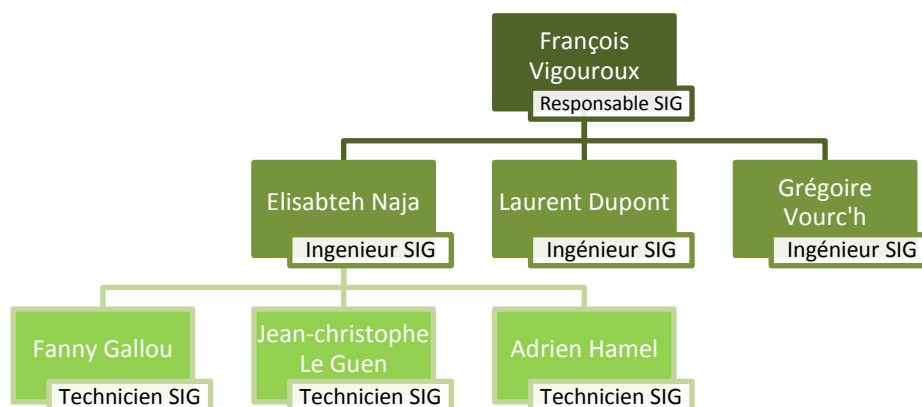 François
Vigouroux
Responsable SIG
Elisabteh Naja
Ingenieur SIG
Laurent Dupont
Ingénieur SIG
Grégoire
Vourc'h
Ingénieur SIG
Fanny Gallou
Technicien SIG
Jean-christophe
Le Guen
Technicien SIG
Adrien Hamel
Technicien SIG